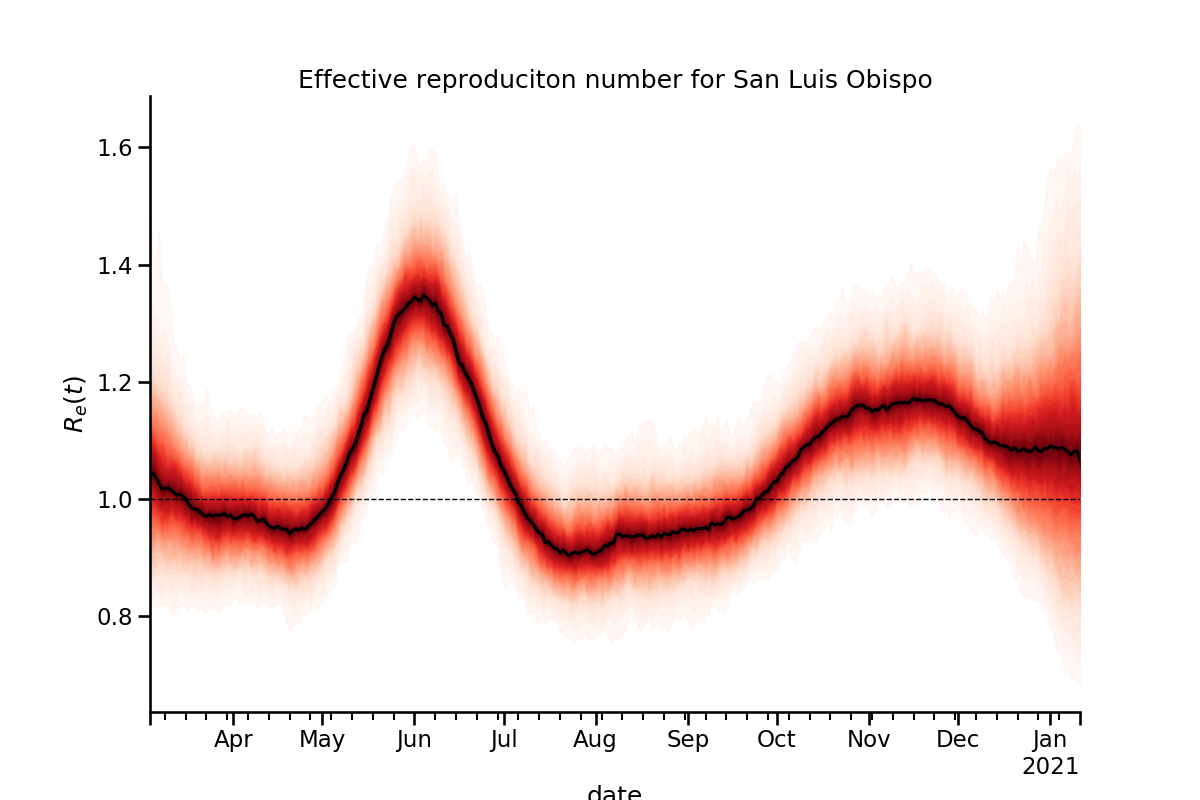 Effective reproduciton number for San Luis Obispo
1.6
1.4
1.2
1.0
0.8
Re(t)
Apr May Jun Jul Aug Sep Oct Nov Dec Jan
2021
date